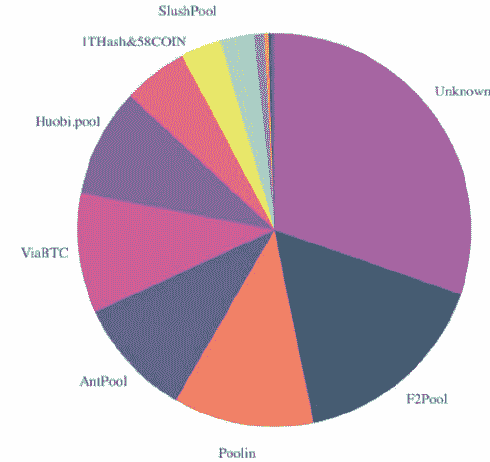 SlushPool
1THash&58COIN
Unknown
Huobi.pool
ViaBTC
AntPool
F2Pool
Poolin